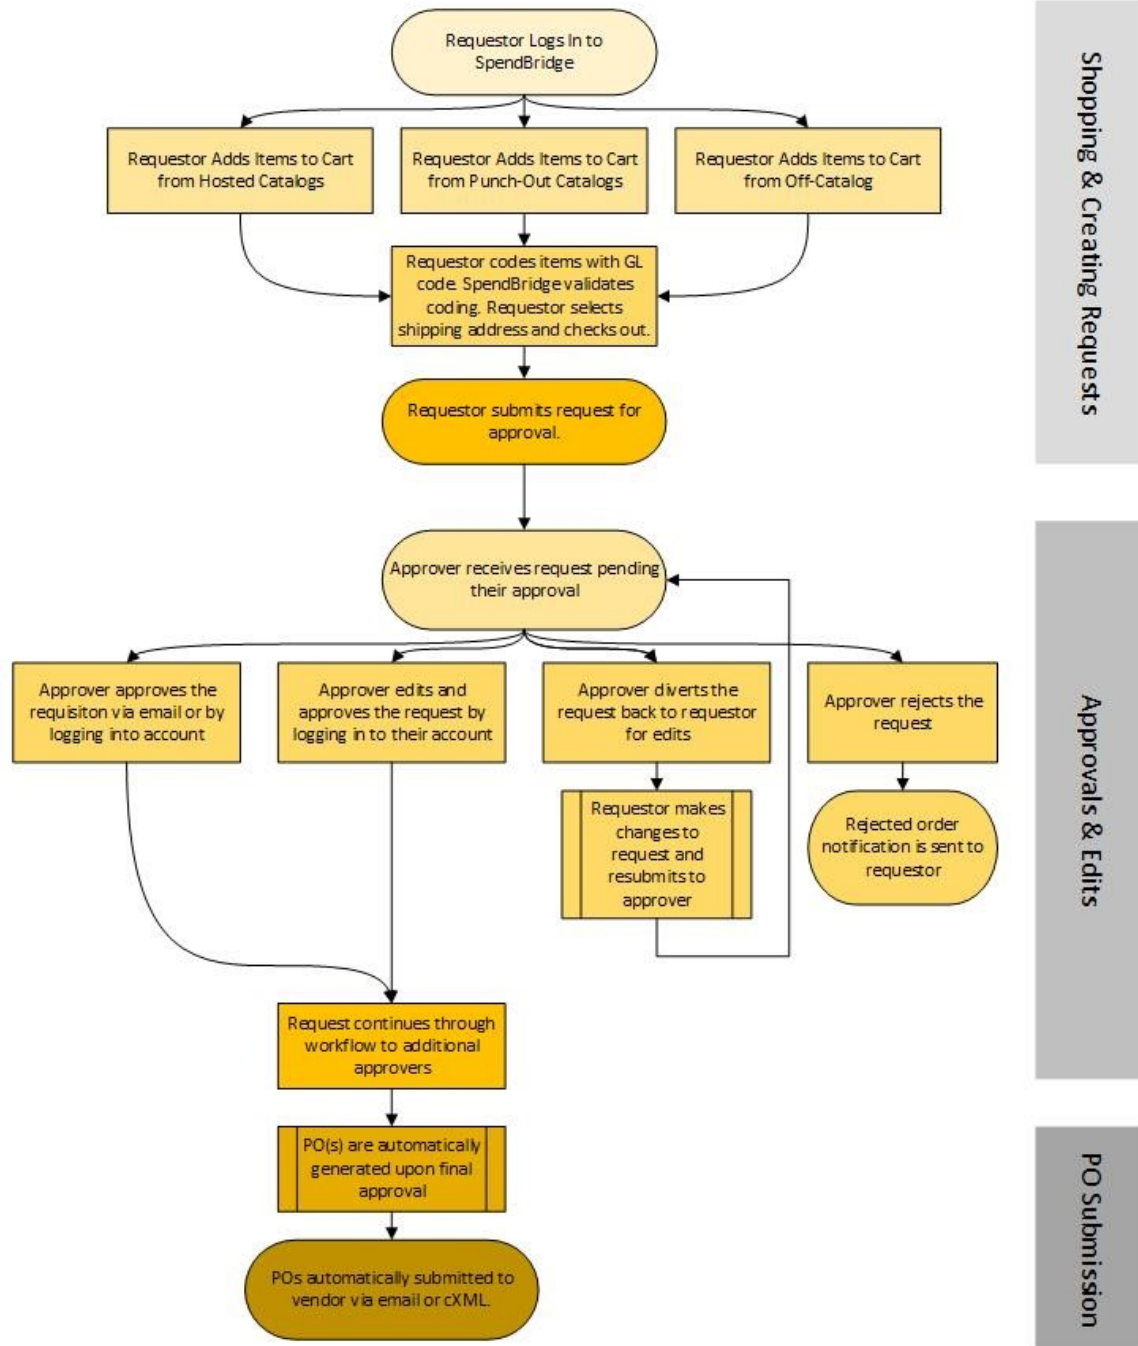 Requestor Logs In to
SpendBridge
Requestor Adds Items to Cart
from Hosted Catalogs
Requestor Adds Items to Cart
from Punch-Out Catalogs
Requestor Adds Items to Cart
from Off-Catalog
Requestor codes items with GL
code. SpendBridge validates
coding. Requestor selects
shipping address and checks out.
Requestor submits request for
approval.
Shopping & Creating Requests
Approver receives request pending
their approval
Approver approves the
requisiton via email or by
logging into account
Approver edits and
approves the request by
logging in to their account
Approver diverts the
request back to requestor
for edits
Approver rejects the
request
Requestor makes
changes to
request and
resubmits to
approver
Rejected order
notification is sent to
requestor
Request continues through
workflow to additional
approvers
Approvals & Edits
PO(s) are automatically
generated upon final
approval
POs automatically submitted to
vendor via email or cXML.
PO Submission